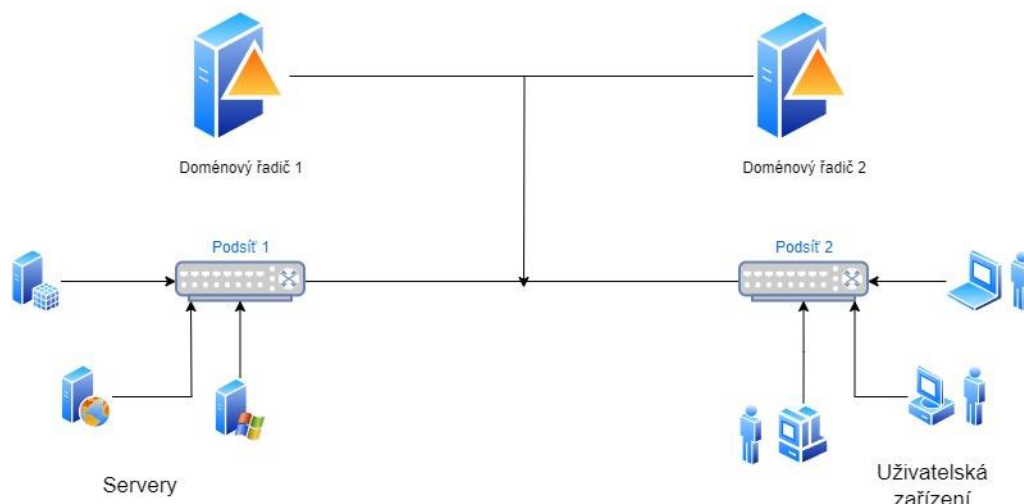 Doménový řadič 1
Doménový řadič 2
Podsíť 1
Podsíť 2
Servery
Uživatelská
zařízení